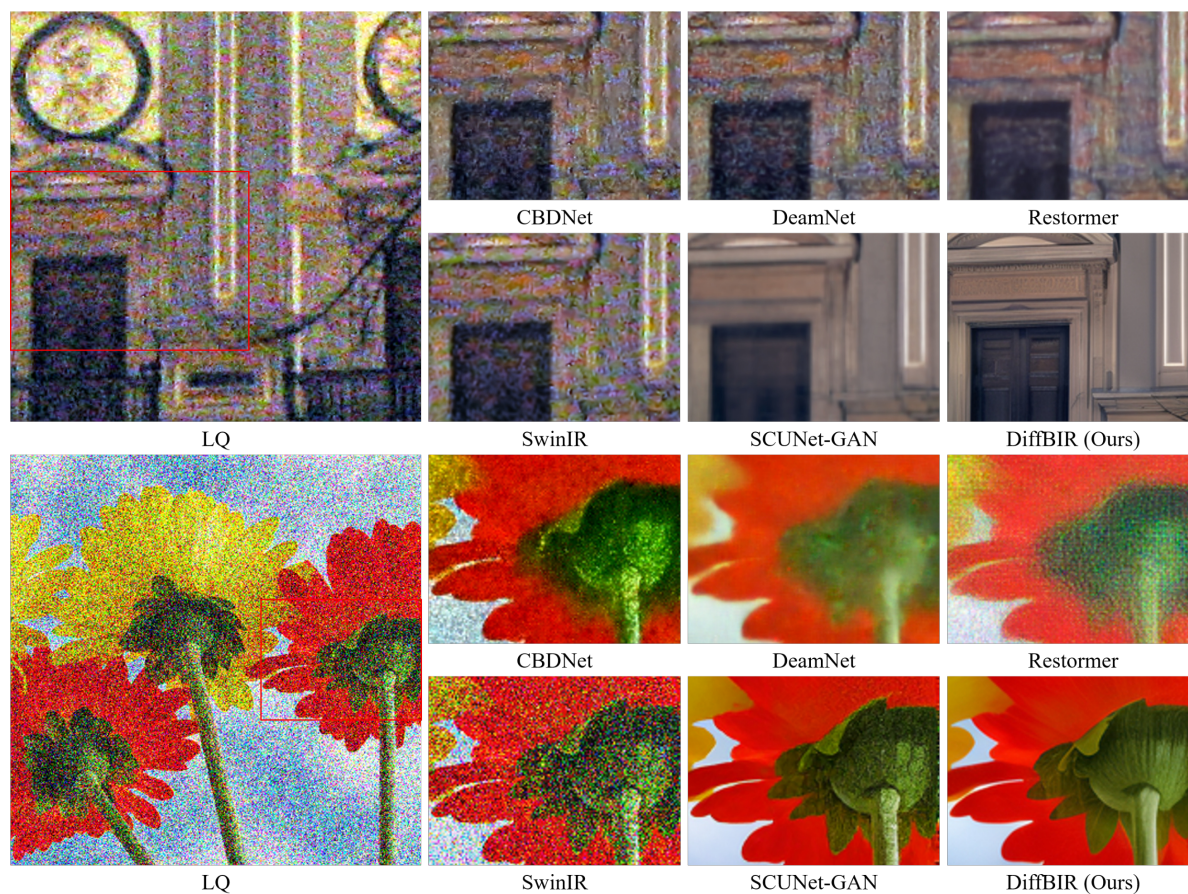 CBDNet
DeamNet
Restormer
LQ
SwinIR
SCUNet-GAN
DiffBIR (Ours)
CBDNet
DeamNet
Restormer
LQ
SwinIR
SCUNet-GAN
DiffBIR (Ours)